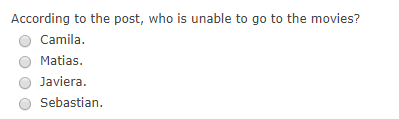 According to the post, who is unable to go to the movies?
Camila.
Matias.
Javiera.
Sebastian.